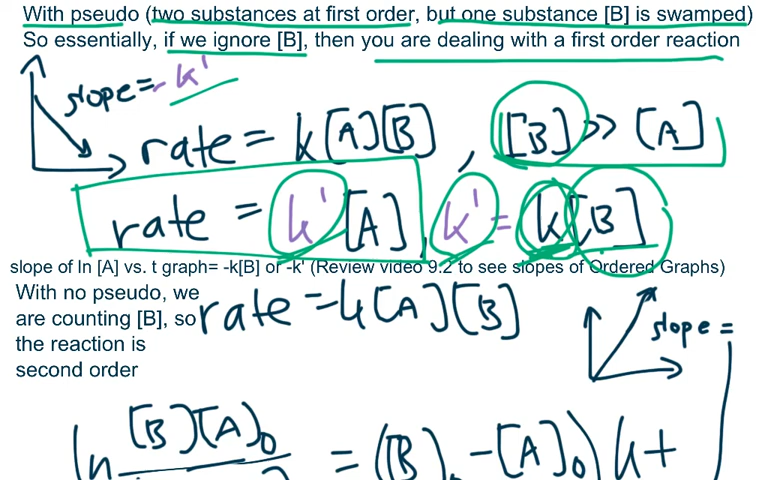 With pseudo (two substances at first order, but one substance [B] is swamped)
So essentially, if we ignore [B], then you are dealing with a first order reaction
slope=-k'
rate = k[A][B] , [B] >> [A]
rate = k'[A], k' = k[B]
slope of ln [A] vs. t graph= -k[B] or -k' (Review video 9.2 to see slopes of Ordered Graphs)
With no pseudo, we
are counting [B], so
the reaction is
second order
rate = k[A][B]
slope =
[B][A]₀
ln = ([B]₀ -[A]₀) kt